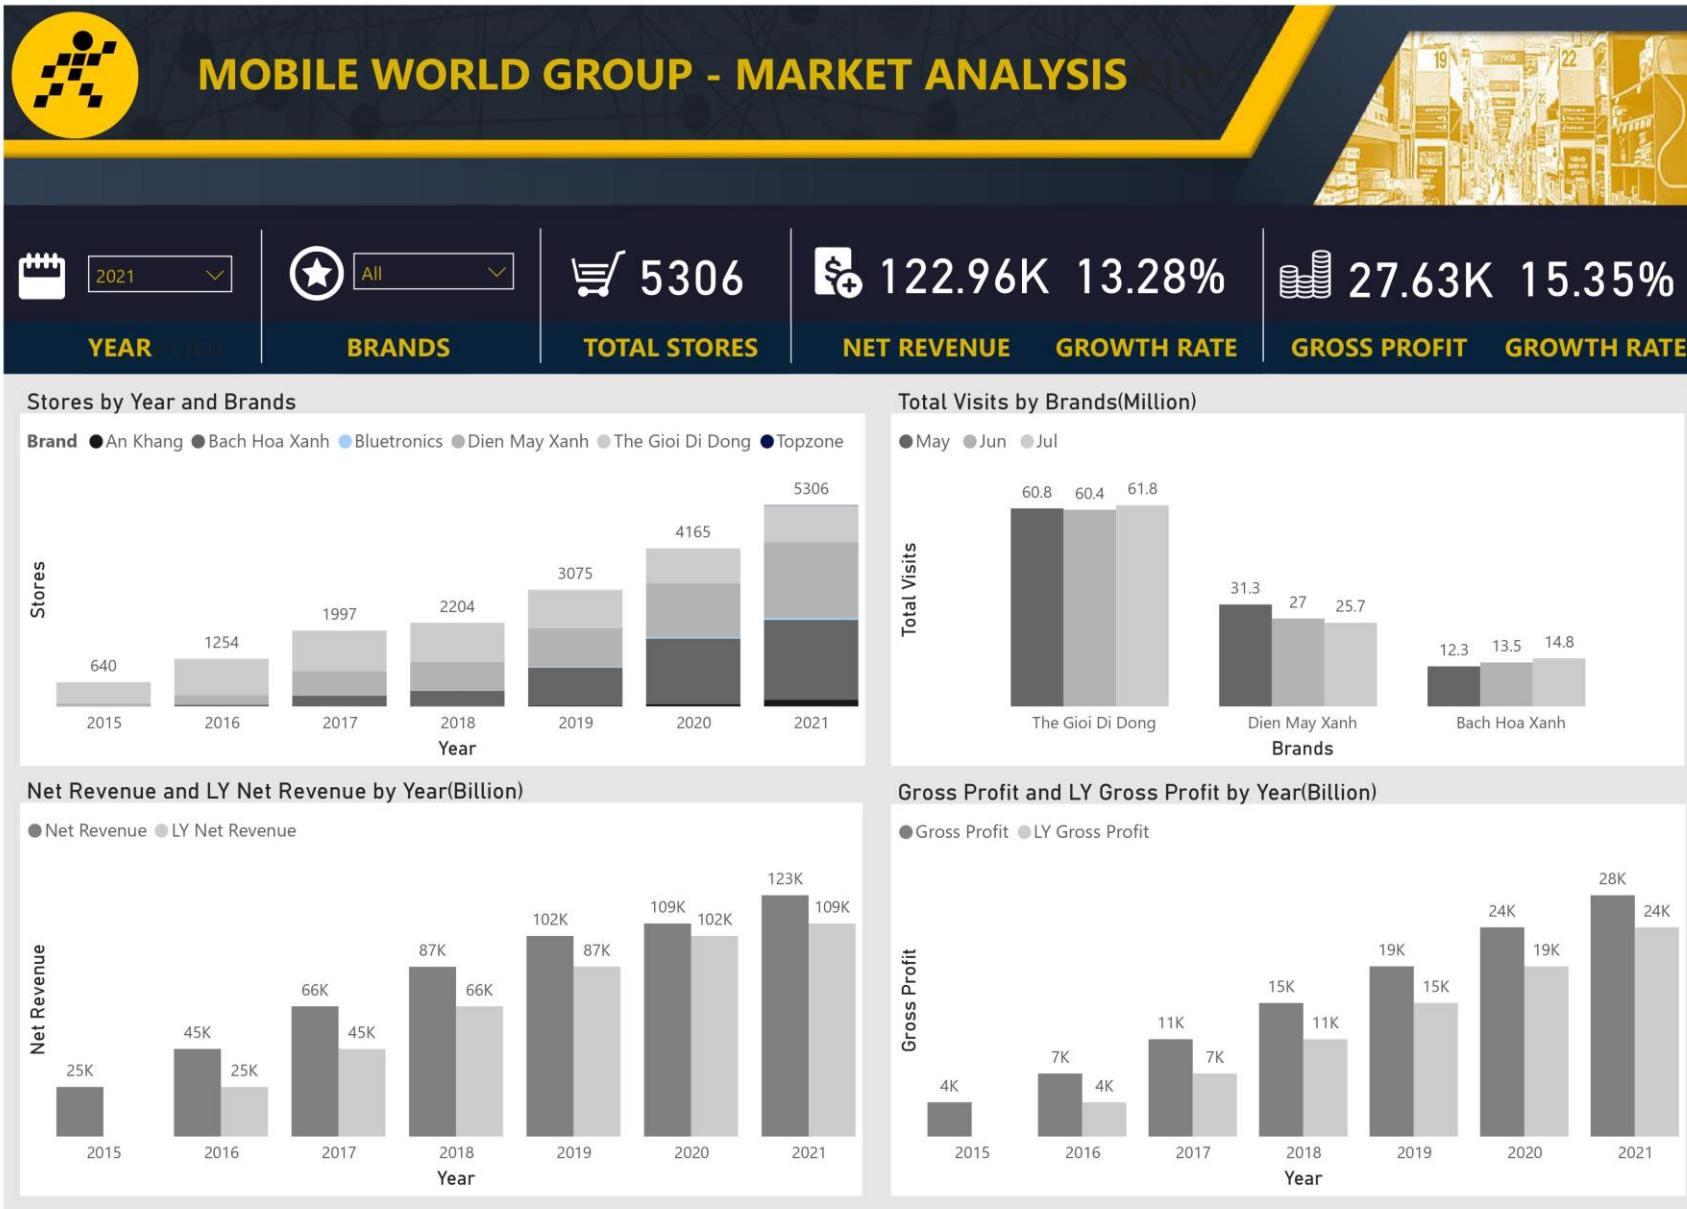 MOBILE WORLD GROUP - MARKET ANALYSIS
19
22
2021
All
5306
122.96K 13.28%
27.63K 15.35%
YEAR
BRANDS
TOTAL STORES
NET REVENUE GROWTH RATE
GROSS PROFIT GROWTH RATE
Stores by Year and Brands
Brand An Khang Bach Hoa Xanh Bluetronics Dien May Xanh The Gioi Di Dong Topzone
Stores
640
1254
1997
2204
3075
4165
5306
2015 2016 2017 2018 2019 2020 2021
Year
Total Visits by Brands(Million)
May Jun Jul
Total Visits
60.8 60.4 61.8
31.3 27 25.7
12.3 13.5 14.8
The Gioi Di Dong Dien May Xanh Bach Hoa Xanh
Brands
Net Revenue and LY Net Revenue by Year(Billion)
Net Revenue LY Net Revenue
Net Revenue
25K
45K 25K
66K 45K
87K 66K
102K 87K
109K 102K
123K 109K
2015 2016 2017 2018 2019 2020 2021
Year
Gross Profit and LY Gross Profit by Year(Billion)
Gross Profit LY Gross Profit
Gross Profit
4K
7K 4K
11K 7K
15K 11K
19K 15K
24K 19K
28K 24K
2015 2016 2017 2018 2019 2020 2021
Year